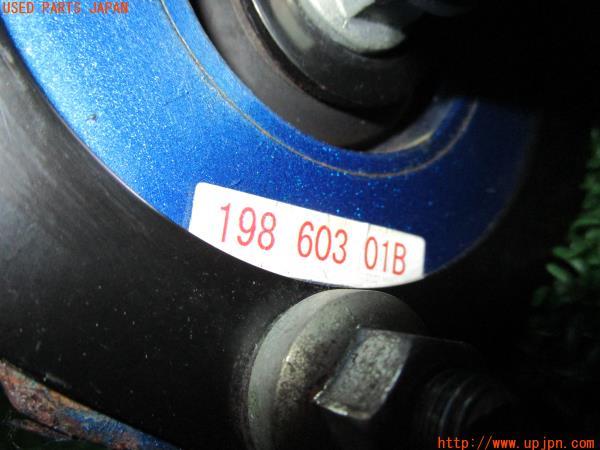 USED PARTS JAPAN
198 603 01B
http://www.upjpn.com/